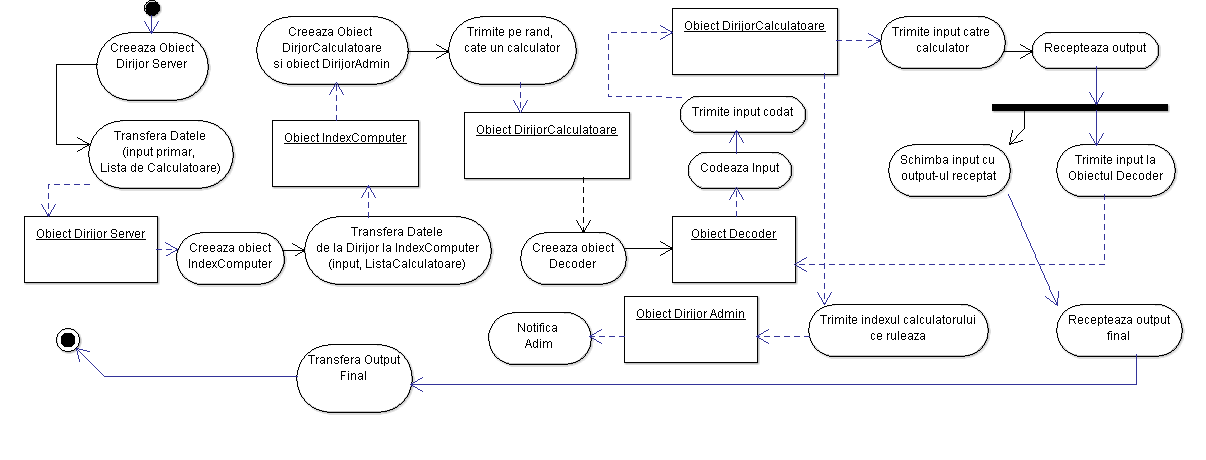 Creeaza Obiect
Dirijor Server
Transfera Datele
(input primar,
Lista de Calculatoare)
Obiect Dirijor Server
Creeaza obiect
IndexComputer
Transfera Datele
de la Dirijor la IndexComputer
(input, ListaCalculatoare)
Obiect IndexComputer
Creeaza Obiect
DirjorCalculatoare
si obiect DirijorAdmin
Trimite pe rand,
cate un calculator
Obiect DirijorCalculatoare
Creeaza obiect
Decoder
Obiect Decoder
Codeaza Input
Trimite input codat
Obiect DirijorCalculatoare
Trimite input catre
calculator
Recepteaza output
Schimba input cu
output-ul receptat
Trimite input la
Obiectul Decoder
Trimite indexul calculatorului
ce ruleaza
Obiect Dirijor Admin
Notifica
Adim
Recepteaza output
final
Transfera Output
Final